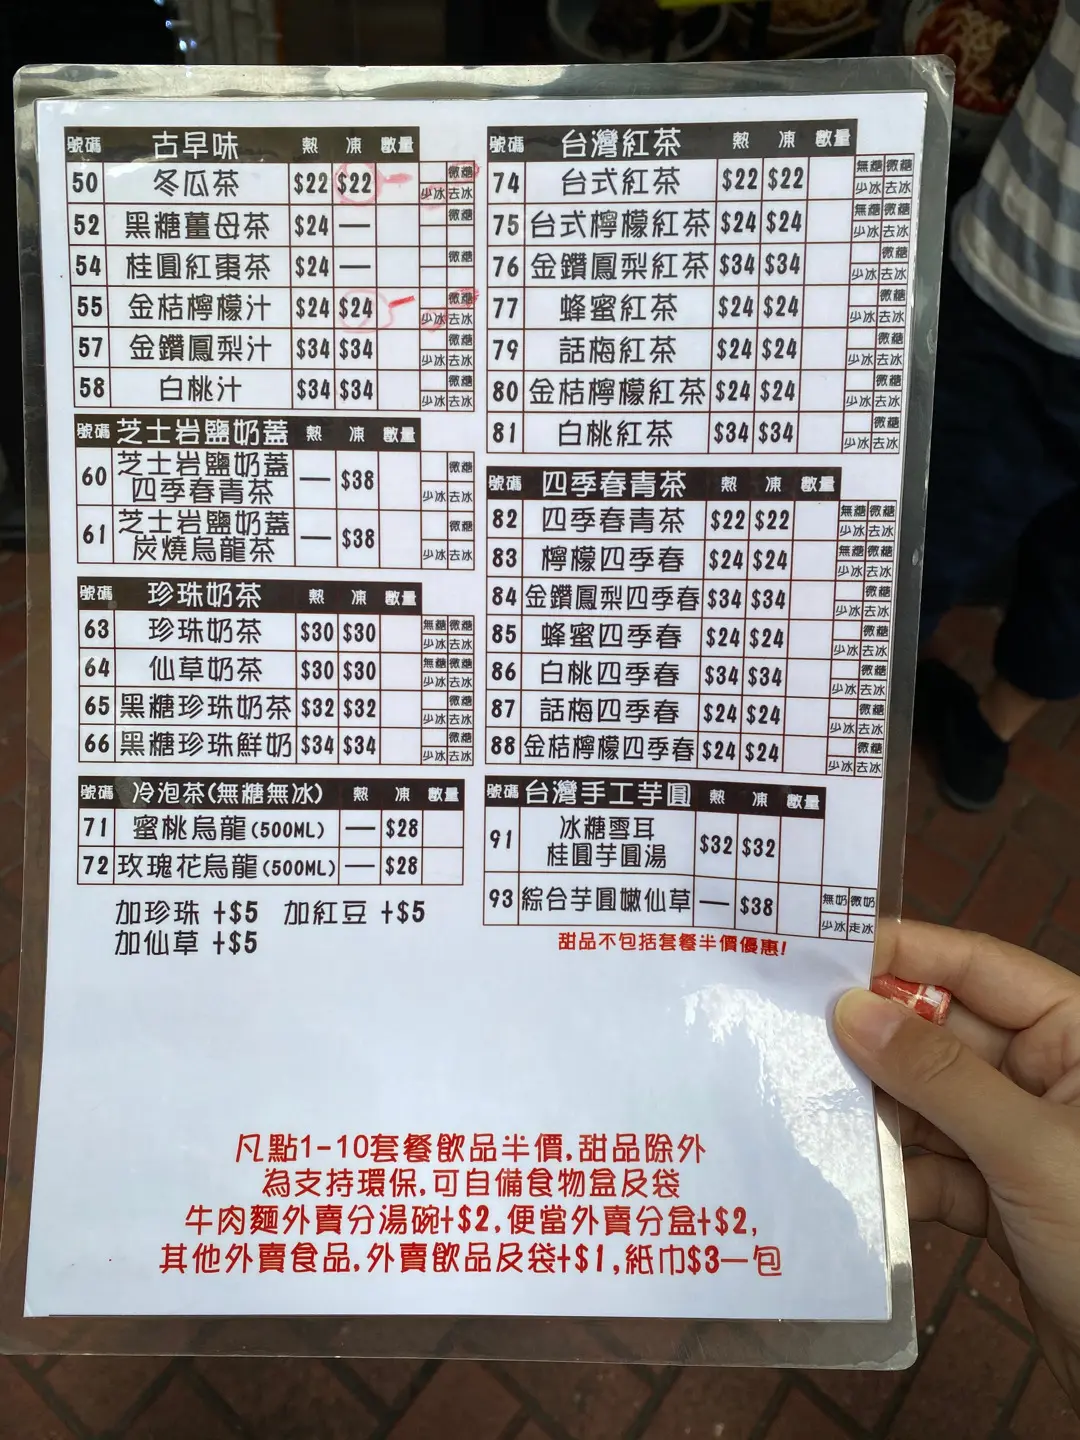 號碼 古早味 熱 凍 數量
50 冬瓜茶 $22 $22 微糖 少冰 去冰
52 黑糖薑母茶 $24 — 微糖
54 桂圓紅棗茶 $24 — 微糖
55 金桔檸檬汁 $24 $24 微糖 少冰 去冰
57 金鑽鳳梨汁 $34 $34 微糖 少冰 去冰
58 白桃汁 $34 $34 微糖 少冰 去冰
號碼 芝士岩鹽奶蓋 熱 凍 數量
60 芝士岩鹽奶蓋 — $38 微糖
四季春青茶 少冰 去冰
61 芝士岩鹽奶蓋 — $38 微糖
炭燒烏龍茶 少冰 去冰
號碼 珍珠奶茶 熱 凍 數量
63 珍珠奶茶 $30 $30 無糖 微糖 少冰 去冰
64 仙草奶茶 $30 $30 無糖 微糖 少冰 去冰
65 黑糖珍珠奶茶 $32 $32 微糖 少冰 去冰
66 黑糖珍珠鮮奶 $34 $34 微糖 少冰 去冰
號碼 冷泡茶(無糖無冰) 熱 凍 數量
71 蜜桃烏龍(500ML) — $28
72 玫瑰花烏龍(500ML) — $28
加珍珠 +$5 加紅豆 +$5
加仙草 +$5
號碼 台灣紅茶 熱 凍 數量
74 台式紅茶 $22 $22 無糖 微糖 少冰 去冰
75 台式檸檬紅茶 $24 $24 無糖 微糖 少冰 去冰
76 金鑽鳳梨紅茶 $34 $34 微糖 少冰 去冰
77 蜂蜜紅茶 $24 $24 微糖 少冰 去冰
79 話梅紅茶 $24 $24 微糖 少冰 去冰
80 金桔檸檬紅茶 $24 $24 微糖 少冰 去冰
81 白桃紅茶 $34 $34 微糖 少冰 去冰
號碼 四季春青茶 熱 凍 數量
82 四季春青茶 $22 $22 無糖 微糖 少冰 去冰
83 檸檬四季春 $24 $24 無糖 微糖 少冰 去冰
84 金鑽鳳梨四季春 $34 $34 微糖 少冰 去冰
85 蜂蜜四季春 $24 $24 微糖 少冰 去冰
86 白桃四季春 $34 $34 微糖 少冰 去冰
87 話梅四季春 $24 $24 微糖 少冰 去冰
88 金桔檸檬四季春 $24 $24 微糖 少冰 去冰
號碼 台灣手工芋圓 熱 凍 數量
91 冰糖雪耳 $32 $32
桂圓芋圓湯
93 綜合芋圓嫩仙草 — $38 無奶 微奶 少冰 走冰
甜品不包括套餐半價優惠!
凡點1-10套餐飲品半價,甜品除外
為支持環保,可自備食物盒及袋
牛肉麵外賣分湯碗+$2,便當外賣分盒+$2,
其他外賣食品,外賣飲品及袋+$1,紙巾$3一包